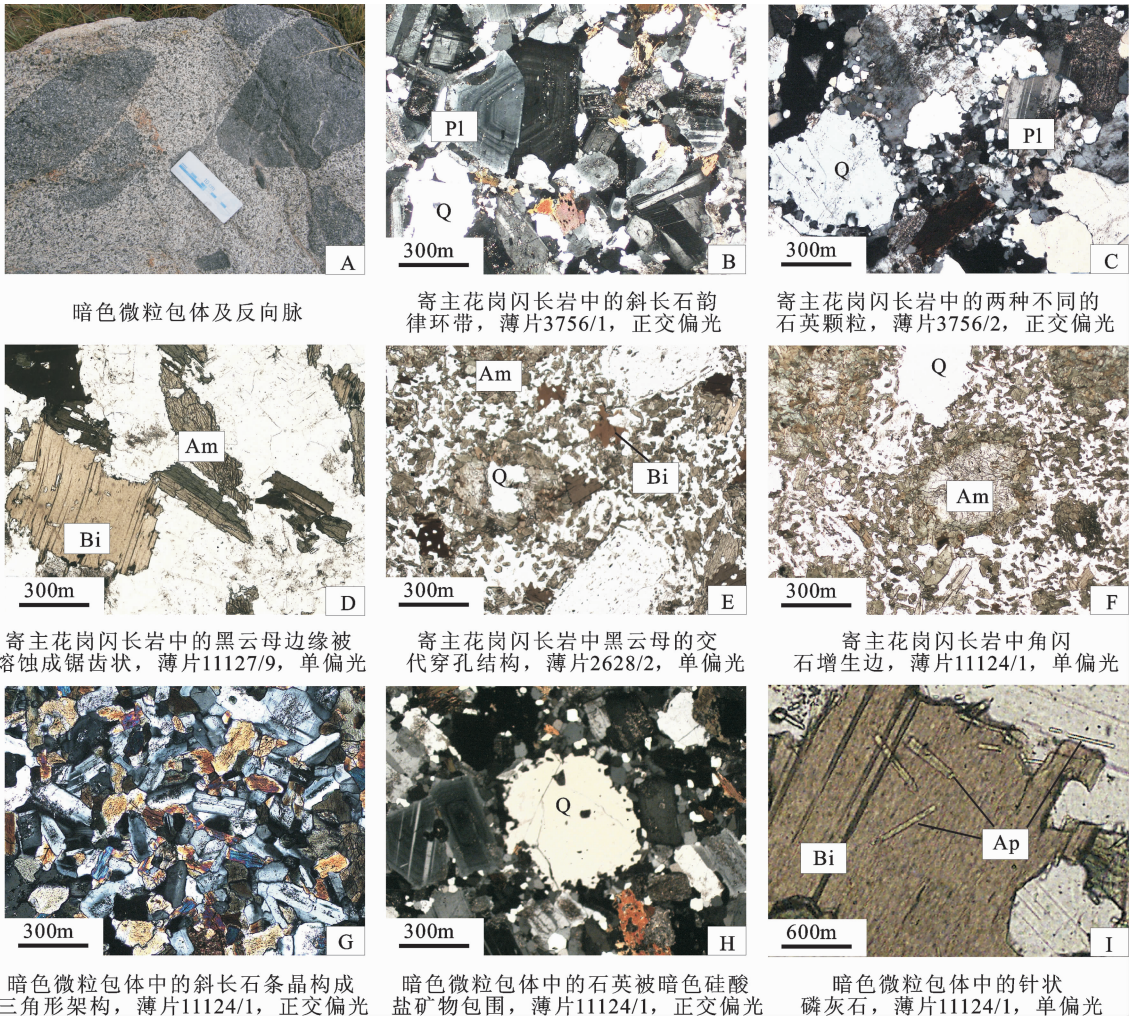 A
Pl
Q
300m
B
Pl
Q
300m
C
暗色微粒包体及反向脉
寄主花岗闪长岩中的斜长石韵
律环带，薄片3756/1，正交偏光
寄主花岗闪长岩中的两种不同的
石英颗粒，薄片3756/2，正交偏光
Am
Bi
300m
D
Am
Q
Bi
300m
E
Q
Am
300m
F
寄主花岗闪长岩中的黑云母边缘被
溶蚀成锯齿状，薄片11127/9，单偏光
寄主花岗闪长岩中黑云母的交
代穿孔结构，薄片2628/2，单偏光
寄主花岗闪长岩中角闪
石增生边，薄片11124/1，单偏光
300m
G
Q
300m
H
Bi
Ap
600m
I
暗色微粒包体中的斜长石条晶构成
三角形架构，薄片11124/1，正交偏光
暗色微粒包体中的石英被暗色硅酸
盐矿物包围，薄片11124/1，正交偏光
暗色微粒包体中的针状
磷灰石，薄片11124/1，单偏光